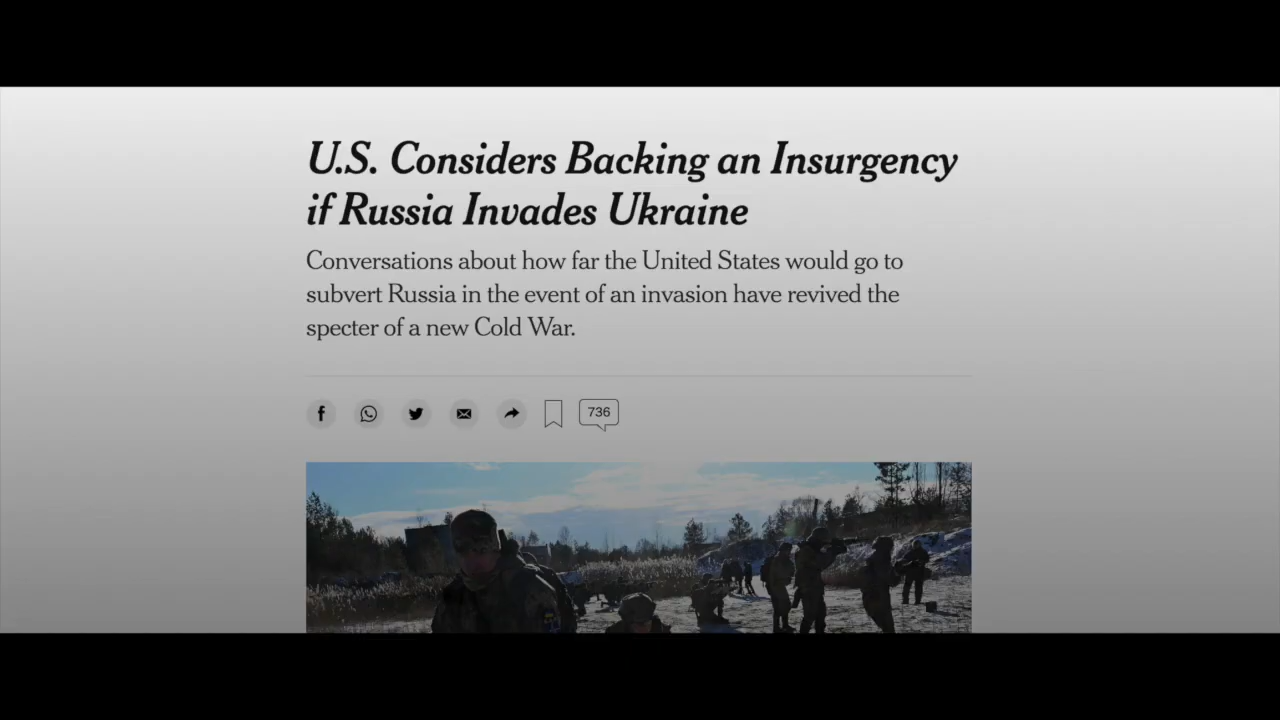 U.S. Considers Backing an Insurgency
if Russia Invades Ukraine
Conversations about how far the United States would go to
subvert Russia in the event of an invasion have revived the
specter of a new Cold War.
736